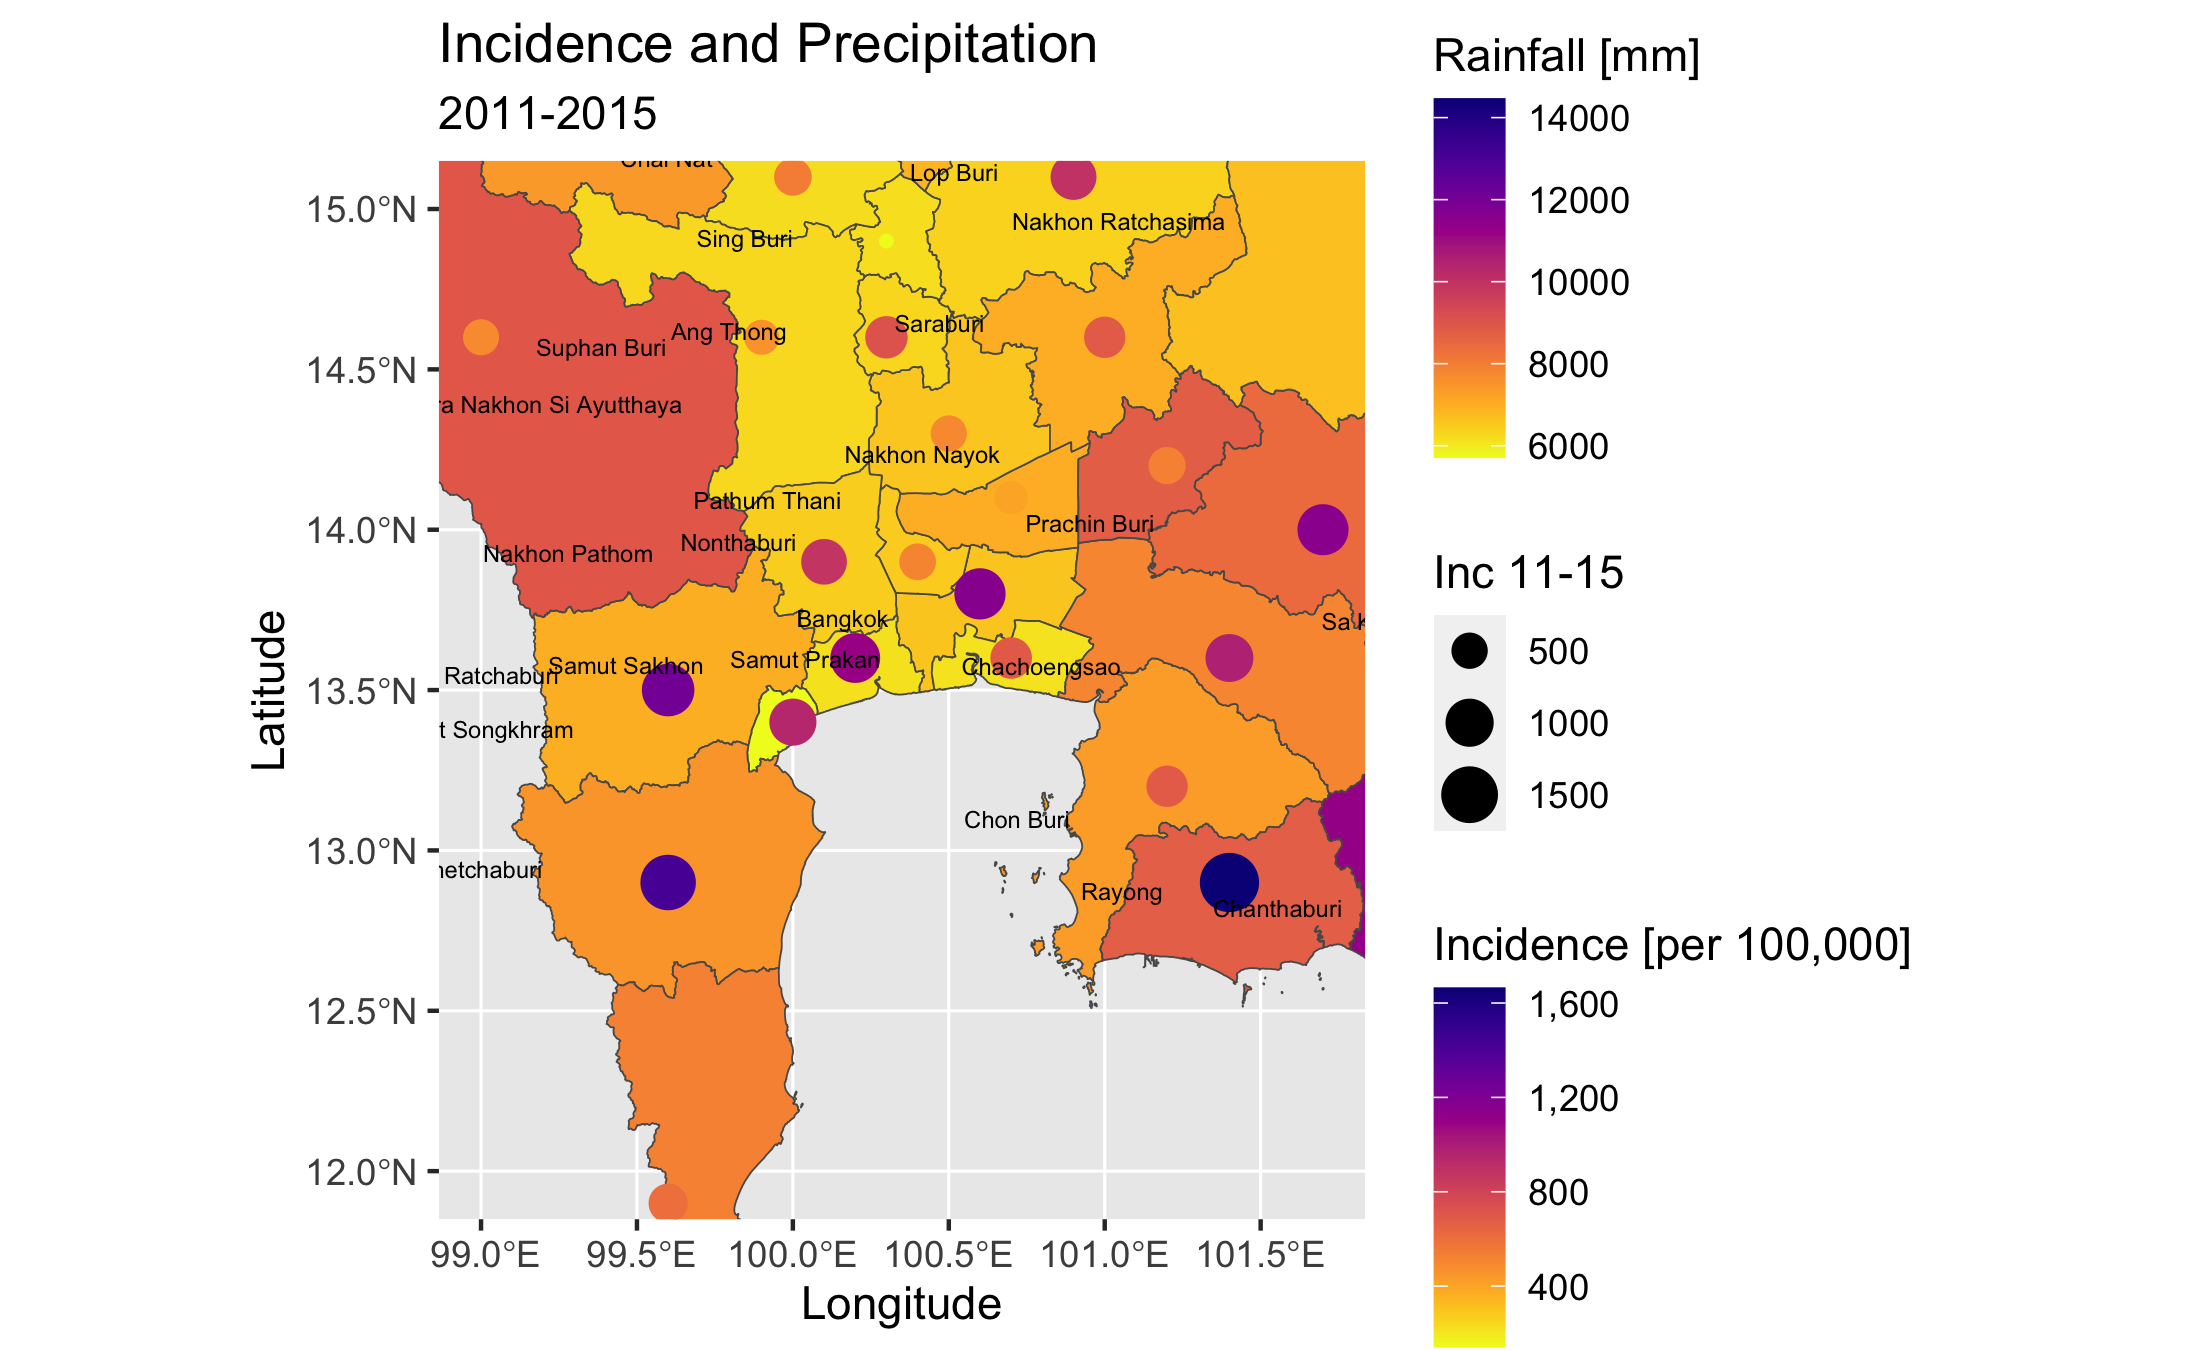 Incidence and Precipitation
2011-2015
Rainfall [mm]
14000
12000
10000
8000
6000
Inc 11-15
500
1000
1500
Incidence [per 100,000]
1,600
1,200
800
400
Latitude
15.0°N
14.5°N
14.0°N
13.5°N
13.0°N
12.5°N
12.0°N
Lop Buri
Nakhon Ratchasima
Sing Buri
Ang Thong
Saraburi
Suphan Buri
ra Nakhon Si Ayutthaya
Nakhon Nayok
Pathum Thani
Prachin Buri
Nonthaburi
Nakhon Pathom
Bangkok
Sa K
Samut Prakan
Samut Sakhon
Chachoengsao
Ratchaburi
t Songkhram
Chon Buri
hetchaburi
Rayong
Chanthaburi
99.0°E 99.5°E 100.0°E 100.5°E 101.0°E 101.5°E
Longitude